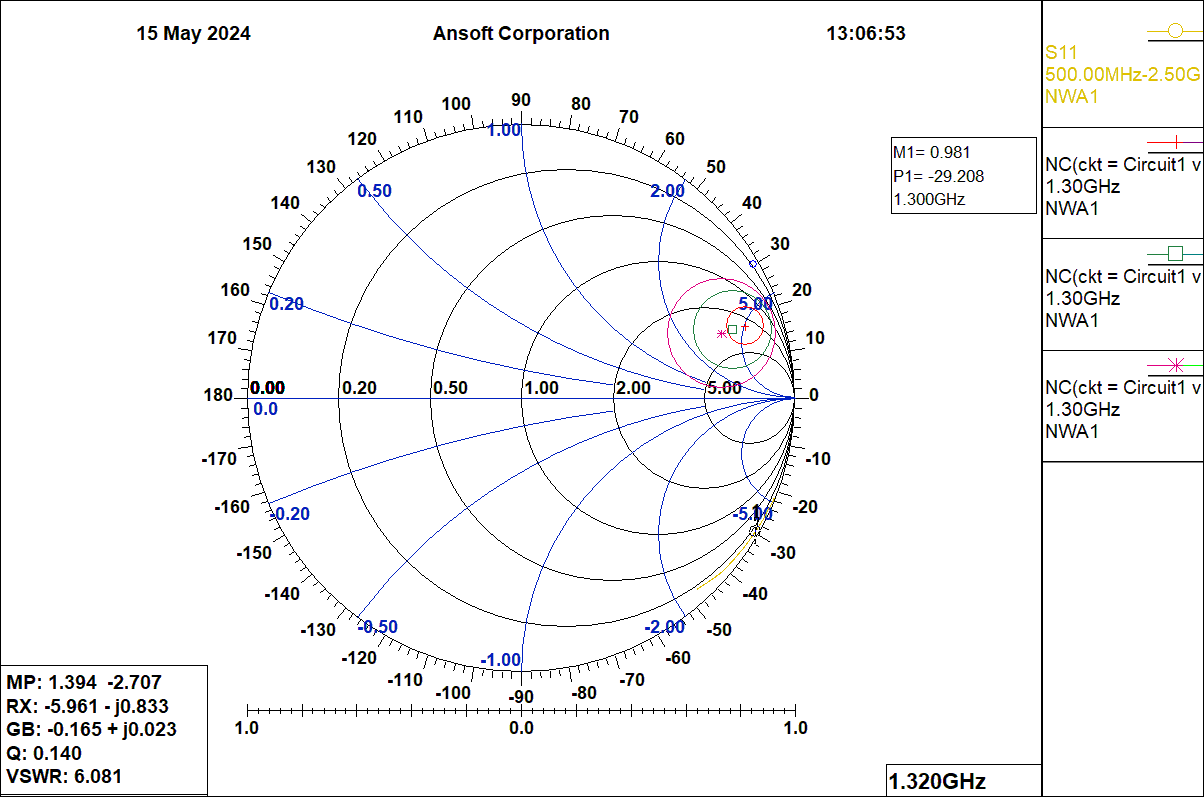 15 May 2024 Ansoft Corporation 13:06:53
S11
500.00MHz-2.50G
NWA1
NC(ckt = Circuit1 v
1.30GHz
NWA1
NC(ckt = Circuit1 v
1.30GHz
NWA1
NC(ckt = Circuit1 v
1.30GHz
NWA1
M1= 0.981
P1= -29.208
1.300GHz
90
100 80
110 70
120 60
130 50
140 40
150 30
160 20
170 10
180 0
-170 -10
-160 -20
-150 -30
-140 -40
-130 -50
-120 -60
-110 -70
-100 -80
-90
1.00
0.50 2.00
0.20 5.00
0.00 0.20 0.50 1.00 2.00 5.00
0.0
-0.20 -5.00
1
-0.50 -2.00
-1.00
1.0 0.0 1.0
MP: 1.394 -2.707
RX: -5.961 - j0.833
GB: -0.165 + j0.023
Q: 0.140
VSWR: 6.081
1.320GHz